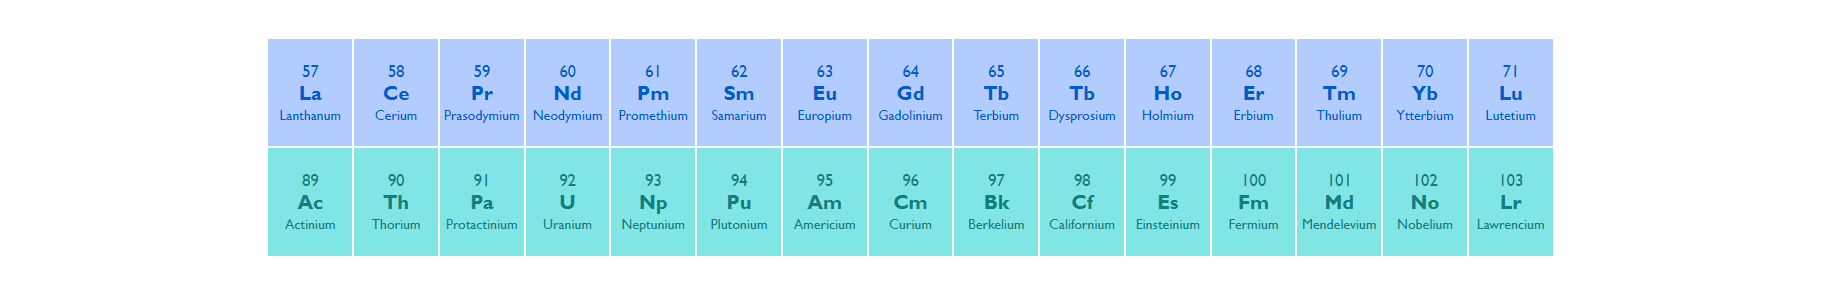 57 58 59 60 61 62 63 64 65 66 67 68 69 70 71
La Ce Pr Nd Pm Sm Eu Gd Tb Tb Ho Er Tm Yb Lu
Lanthanum Cerium Prasodymium Neodymium Promethium Samarium Europium Gadolinium Terbium Dysprosium Holmium Erbium Thulium Ytterbium Lutetium
89 90 91 92 93 94 95 96 97 98 99 100 101 102 103
Ac Th Pa U Np Pu Am Cm Bk Cf Es Fm Md No Lr
Actinium Thorium Protactinium Uranium Neptunium Plutonium Americium Curium Berkelium Californium Einsteinium Fermium Mendelevium Nobelium Lawrencium